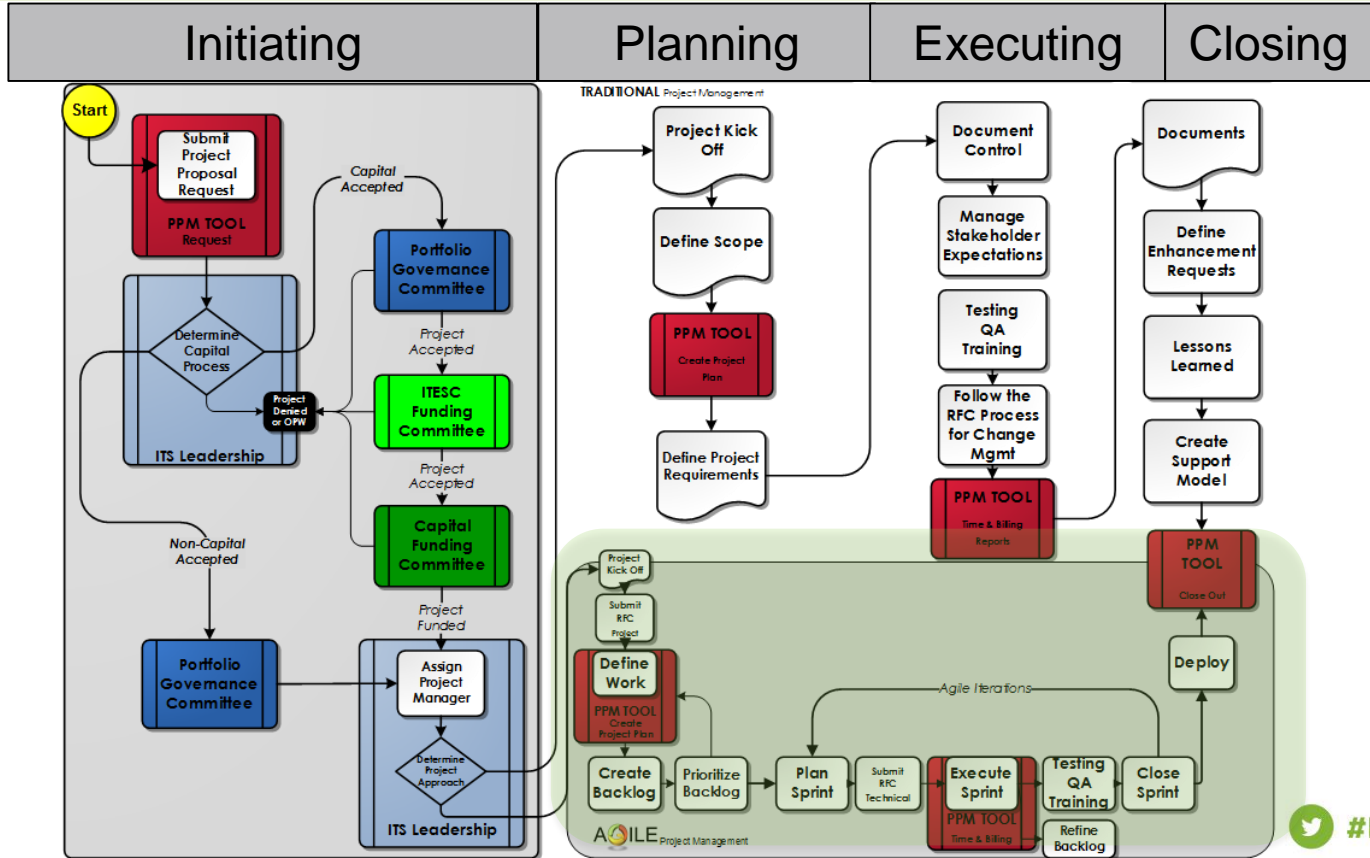 Initiating
Planning
Executing
Closing
Start
Submit
Project
Proposal
Request
PPM TOOL
Request
Capital
Accepted
Determine
Capital
Process
Project
Denied
or OPW
ITS Leadership
Portfolio
Governance
Committee
Project
Accepted
ITESC
Funding
Committee
Project
Accepted
Capital
Funding
Committee
Project
Funded
Non-Capital
Accepted
Portfolio
Governance
Committee
Assign
Project
Manager
Determine
Project
Approach
ITS Leadership
TRADITIONAL Project Management
Project Kick
Off
Define Scope
PPM TOOL
Create Project
Plan
Define Project
Requirements
Document
Control
Manage
Stakeholder
Expectations
Testing
QA
Training
Follow the
RFC Process
for Change
Mgmt
PPM TOOL
Time & Billing
Reports
Documents
Define
Enhancement
Requests
Lessons
Learned
Create
Support
Model
PPM
TOOL
Close Out
Project
Kick Off
Submit
RFC
Project
Define
Work
PPM TOOL
Create
Project Plan
Create
Backlog
Prioritize
Backlog
Agile Iterations
Plan
Sprint
Submit
RFC
Technical
Execute
Sprint
PPM TOOL
Time & Billing
Testing
QA
Training
Refine
Backlog
Close
Sprint
Deploy
AGILE Project Management
#